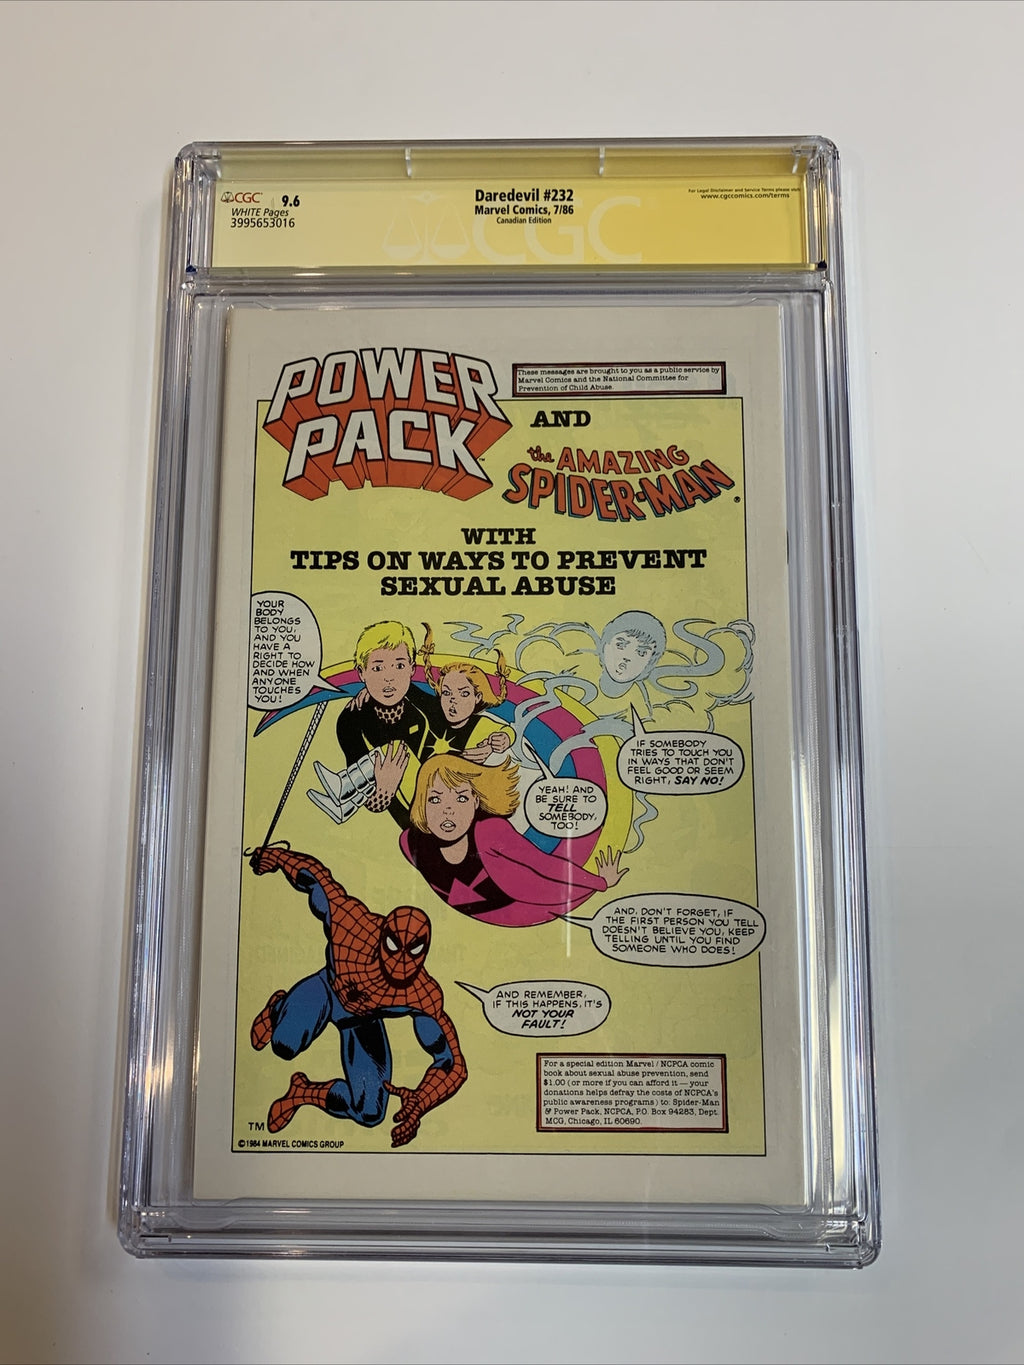 CGC 9.6
WHITE Pages
3995653016
Daredevil #232
Marvel Comics, 7/86
Canadian Edition
For Legal Disclaimer and Service Terms please visit:
www.cgccomics.com/terms
CGC
POWER
PACK™
These messages are brought to you as a public service by
Marvel Comics and the National Committee for
Prevention of Child Abuse.
AND
the AMAZING
SPIDER-MAN®
WITH
TIPS ON WAYS TO PREVENT
SEXUAL ABUSE
YOUR
BODY
BELONGS
TO YOU,
AND YOU
HAVE A
RIGHT TO
DECIDE HOW
AND WHEN
ANYONE
TOUCHES
YOU!
IF SOMEBODY
TRIES TO TOUCH YOU
IN WAYS THAT DON'T
FEEL GOOD OR SEEM
RIGHT, SAY NO!
YEAH! AND
BE SURE TO
TELL
SOMEBODY,
TOO!
AND, DON'T FORGET, IF
THE FIRST PERSON YOU TELL
DOESN'T BELIEVE YOU, KEEP
TELLING UNTIL YOU FIND
SOMEONE WHO DOES!
AND REMEMBER,
IF THIS HAPPENS, IT'S
NOT YOUR
FAULT!
For a special edition Marvel / NCPCA comic
book about sexual abuse prevention, send
$1.00 (or more if you can afford it — your
donations helps defray the costs of NCPCA's
public awareness programs) to: Spider-Man
& Power Pack, NCPCA, P.O. Box 94283, Dept.
MCG, Chicago, IL 60690.
TM
©1984 MARVEL COMICS GROUP